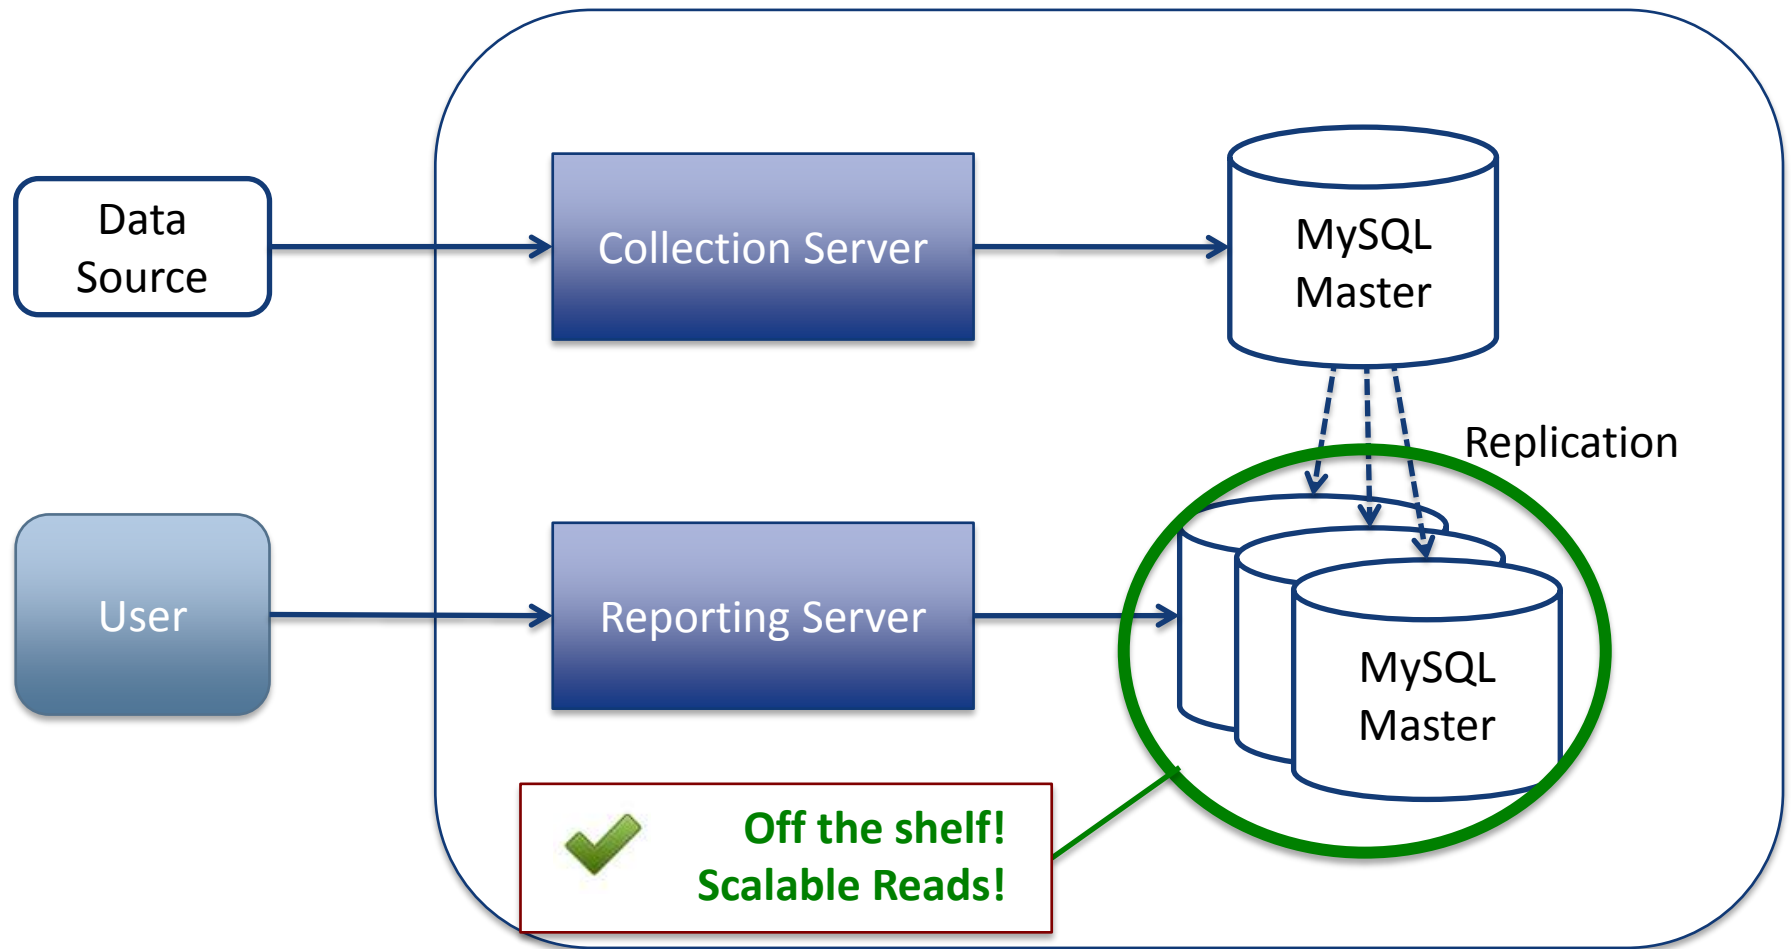 Data
Source
Collection Server
MySQL
Master
Replication
User
Reporting Server
MySQL
Master
Off the shelf!
Scalable Reads!